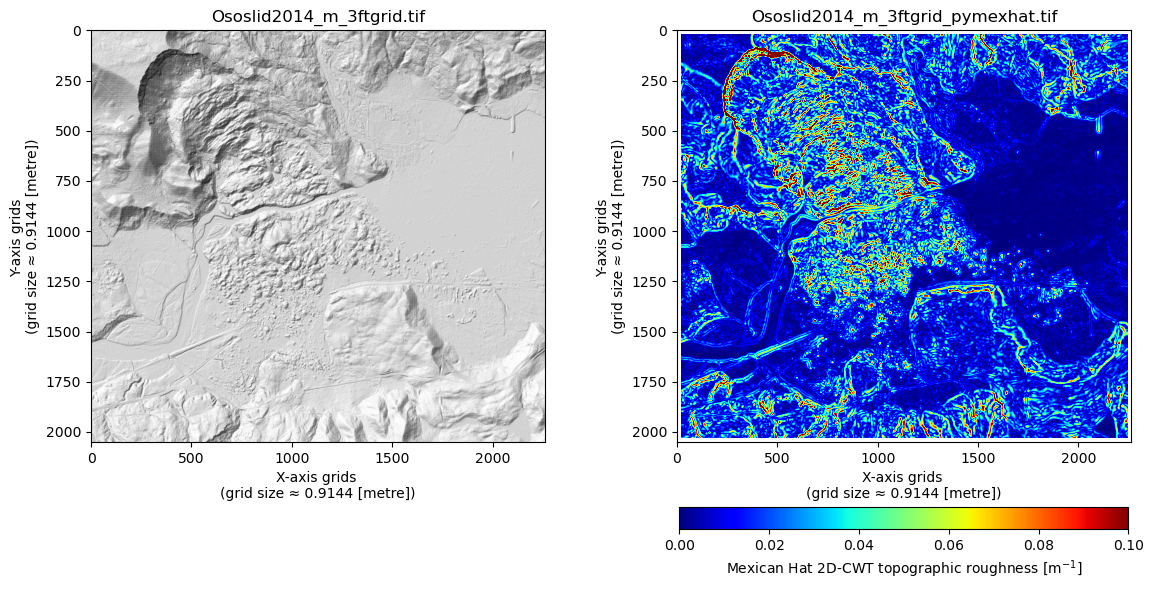 Ososlid2014_m_3ftgrid.tif
0
250
500
750
1000
1250
1500
1750
2000
Y-axis grids
(grid size ≈ 0.9144 [metre])
0
500
1000
1500
2000
X-axis grids
(grid size ≈ 0.9144 [metre])
Ososlid2014_m_3ftgrid_pymexhat.tif
0
250
500
750
1000
1250
1500
1750
2000
Y-axis grids
(grid size ≈ 0.9144 [metre])
0
500
1000
1500
2000
X-axis grids
(grid size ≈ 0.9144 [metre])
0.00 0.02 0.04 0.06 0.08 0.10
Mexican Hat 2D-CWT topographic roughness [m⁻¹]